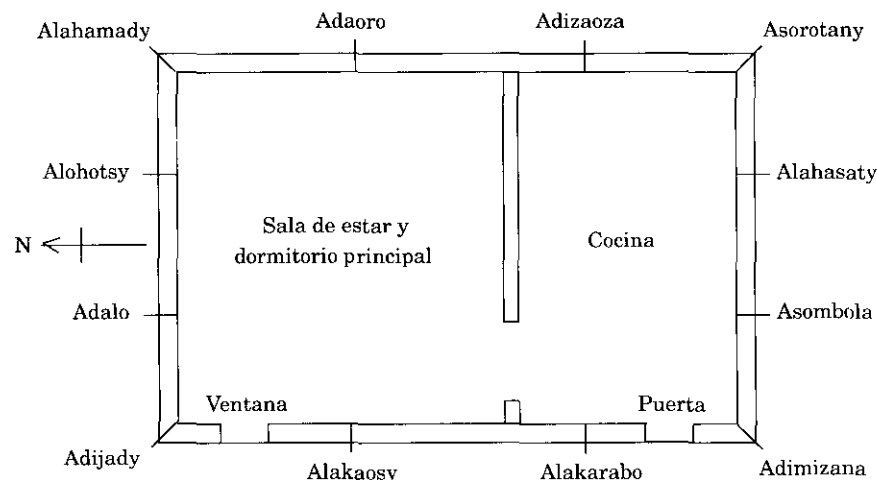 Adaoro
Adizaoza
Alahamady
Asorotany
Alohotsy
Alahasaty
Sala de estar y
dormitorio principal
Cocina
N
Adalo
Asombola
Ventana
Puerta
Adijady
Alakaosy
Alakarabo
Adimizana